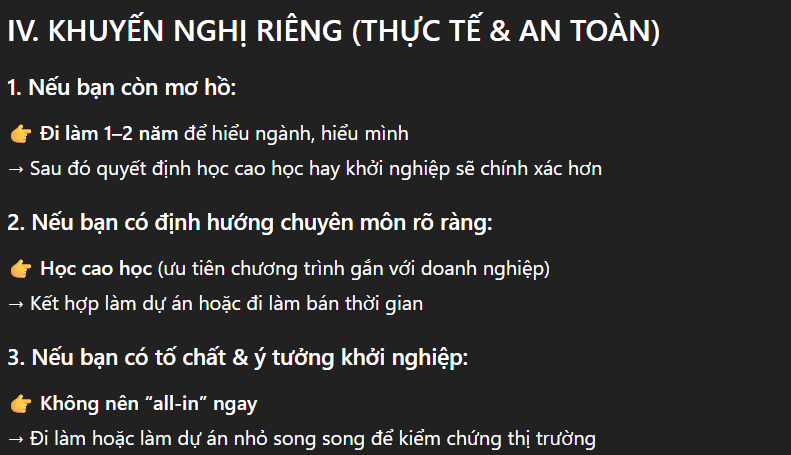 IV. KHUYẾN NGHỊ RIÊNG (THỰC TẾ & AN TOÀN)
1. Nếu bạn còn mơ hồ:
👉 Đi làm 1–2 năm để hiểu ngành, hiểu mình
→ Sau đó quyết định học cao học hay khởi nghiệp sẽ chính xác hơn
2. Nếu bạn có định hướng chuyên môn rõ ràng:
👉 Học cao học (ưu tiên chương trình gắn với doanh nghiệp)
→ Kết hợp làm dự án hoặc đi làm bán thời gian
3. Nếu bạn có tố chất & ý tưởng khởi nghiệp:
👉 Không nên “all-in” ngay
→ Đi làm hoặc làm dự án nhỏ song song để kiểm chứng thị trường